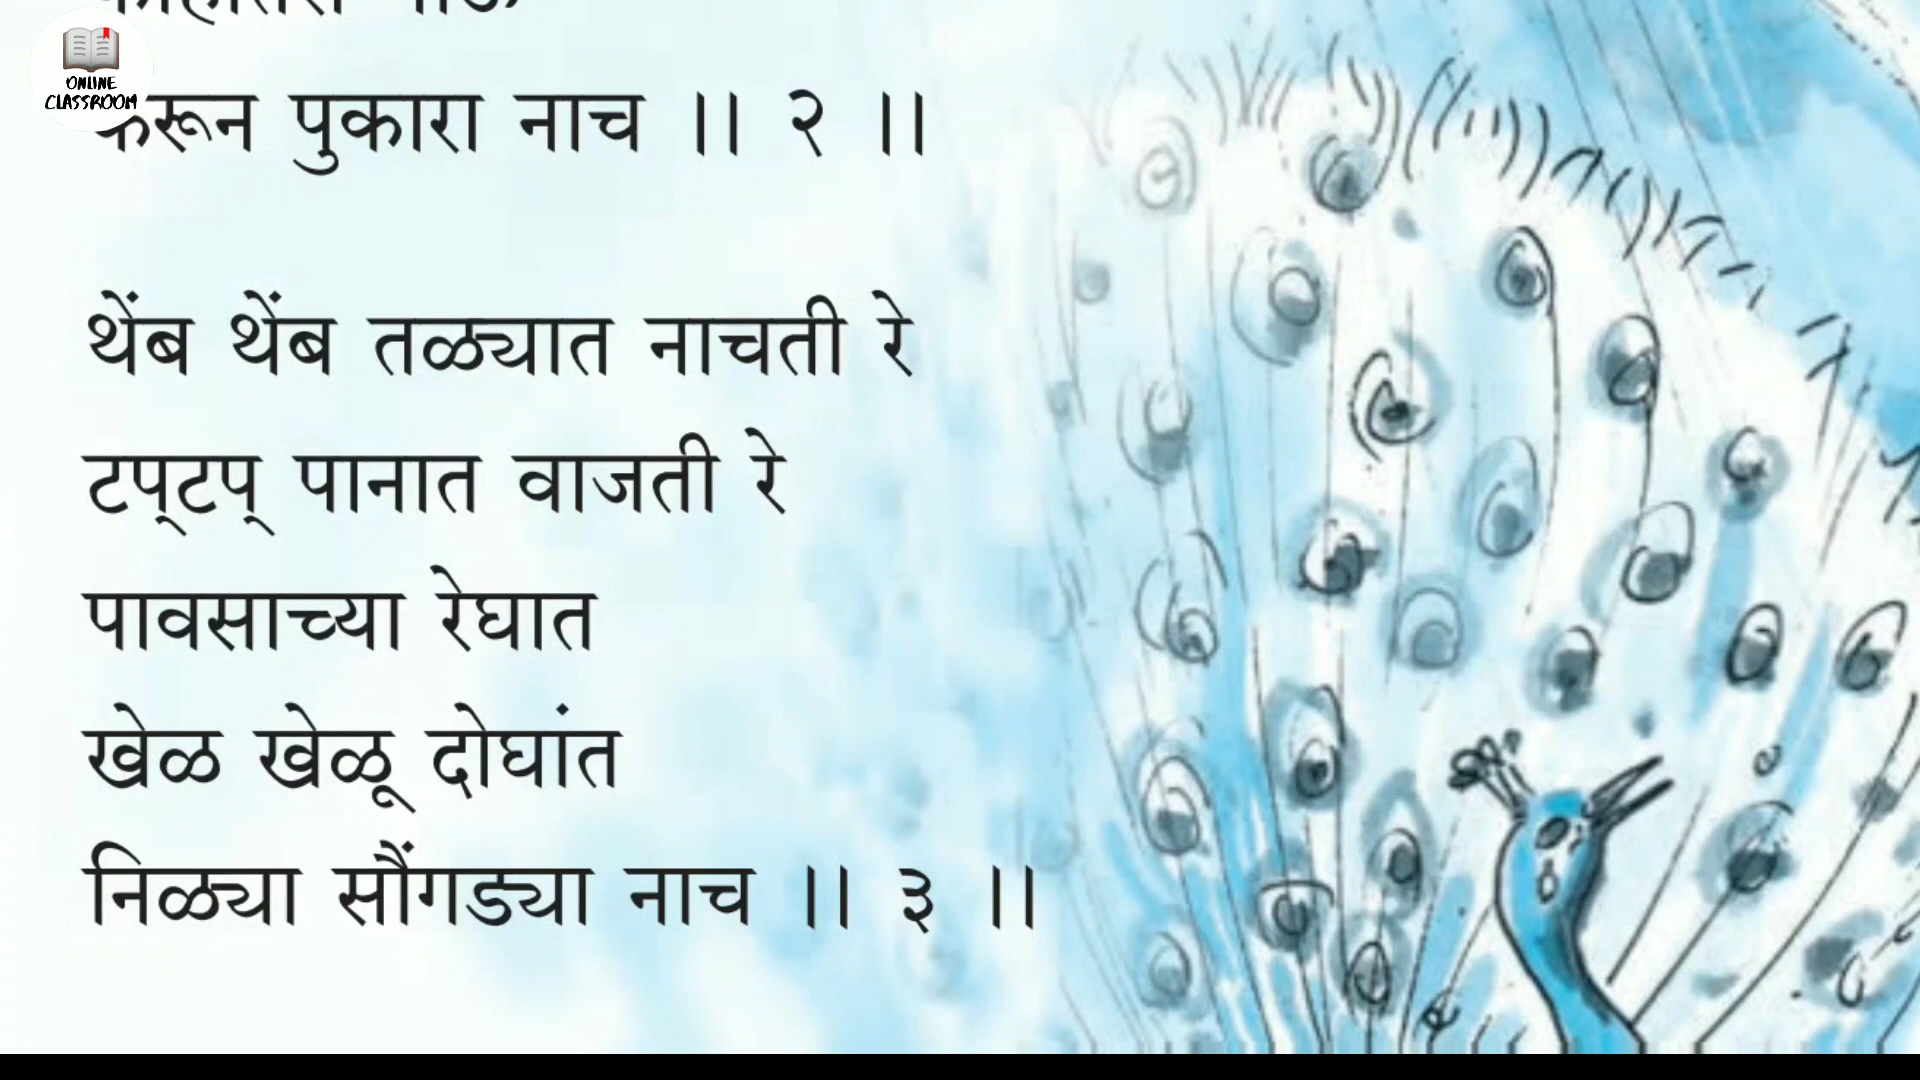 ONLINE
CLASSROOM
करून पुकारा नाच ।। २ ।।
थेंब थेंब तळ्यात नाचती रे
टप्‌टप् पानात वाजती रे
पावसाच्या रेघात
खेळ खेळू दोघांत
निळ्या सौंगड्या नाच ।। ३ ।।